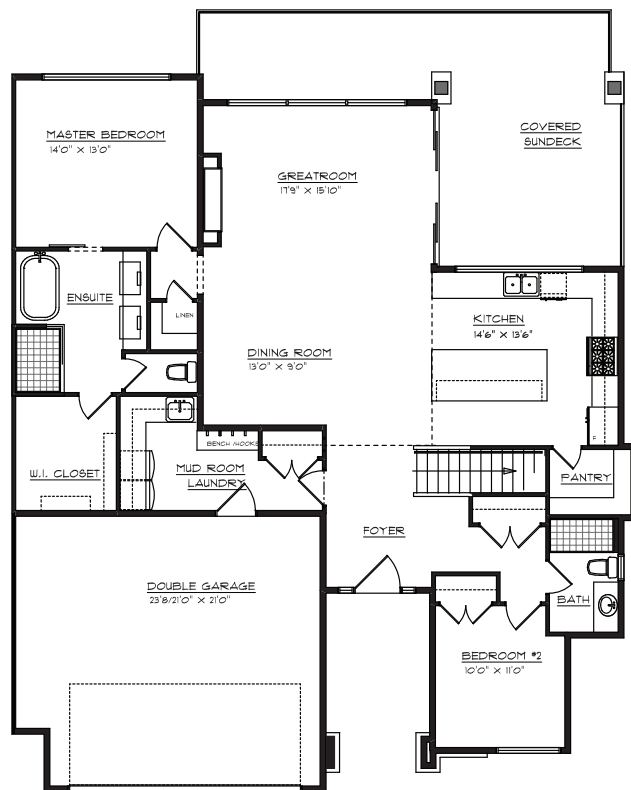 MASTER BEDROOM
14'0" X 13'0"
GREATROOM
17'9" X 15'10"
COVERED
SUNDECK
ENSUITE
LINEN
KITCHEN
14'6" X 13'6"
DINING ROOM
13'0" X 9'0"
F
BENCH /HOOKS
W.I. CLOSET
MUD ROOM
LAUNDRY
PANTRY
FOYER
DOUBLE GARAGE
23'8/21'0" X 21'0"
BATH
BEDROOM #2
10'0" X 11'0"